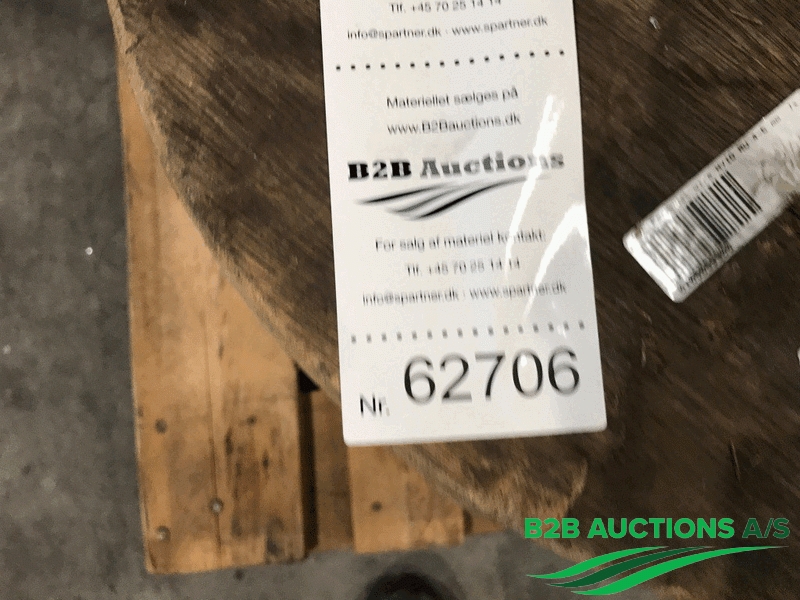 Tlf. +45 70 25 14 14
info@spartner.dk · www.spartner.dk
Materiellet sælges på
www.B2Bauctions.dk
B2B Auctions
For salg af materiel kontakt:
Tlf. +45 70 25 14 14
info@spartner.dk · www.spartner.dk
Nr. 62706
B2B AUCTIONS A/S